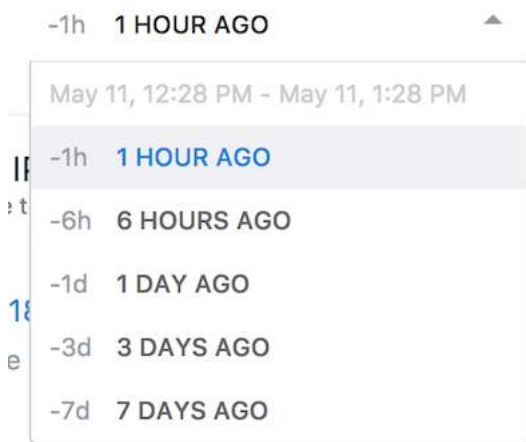 -1h 1 HOUR AGO
May 11, 12:28 PM - May 11, 1:28 PM
-1h 1 HOUR AGO
-6h 6 HOURS AGO
-1d 1 DAY AGO
-3d 3 DAYS AGO
-7d 7 DAYS AGO